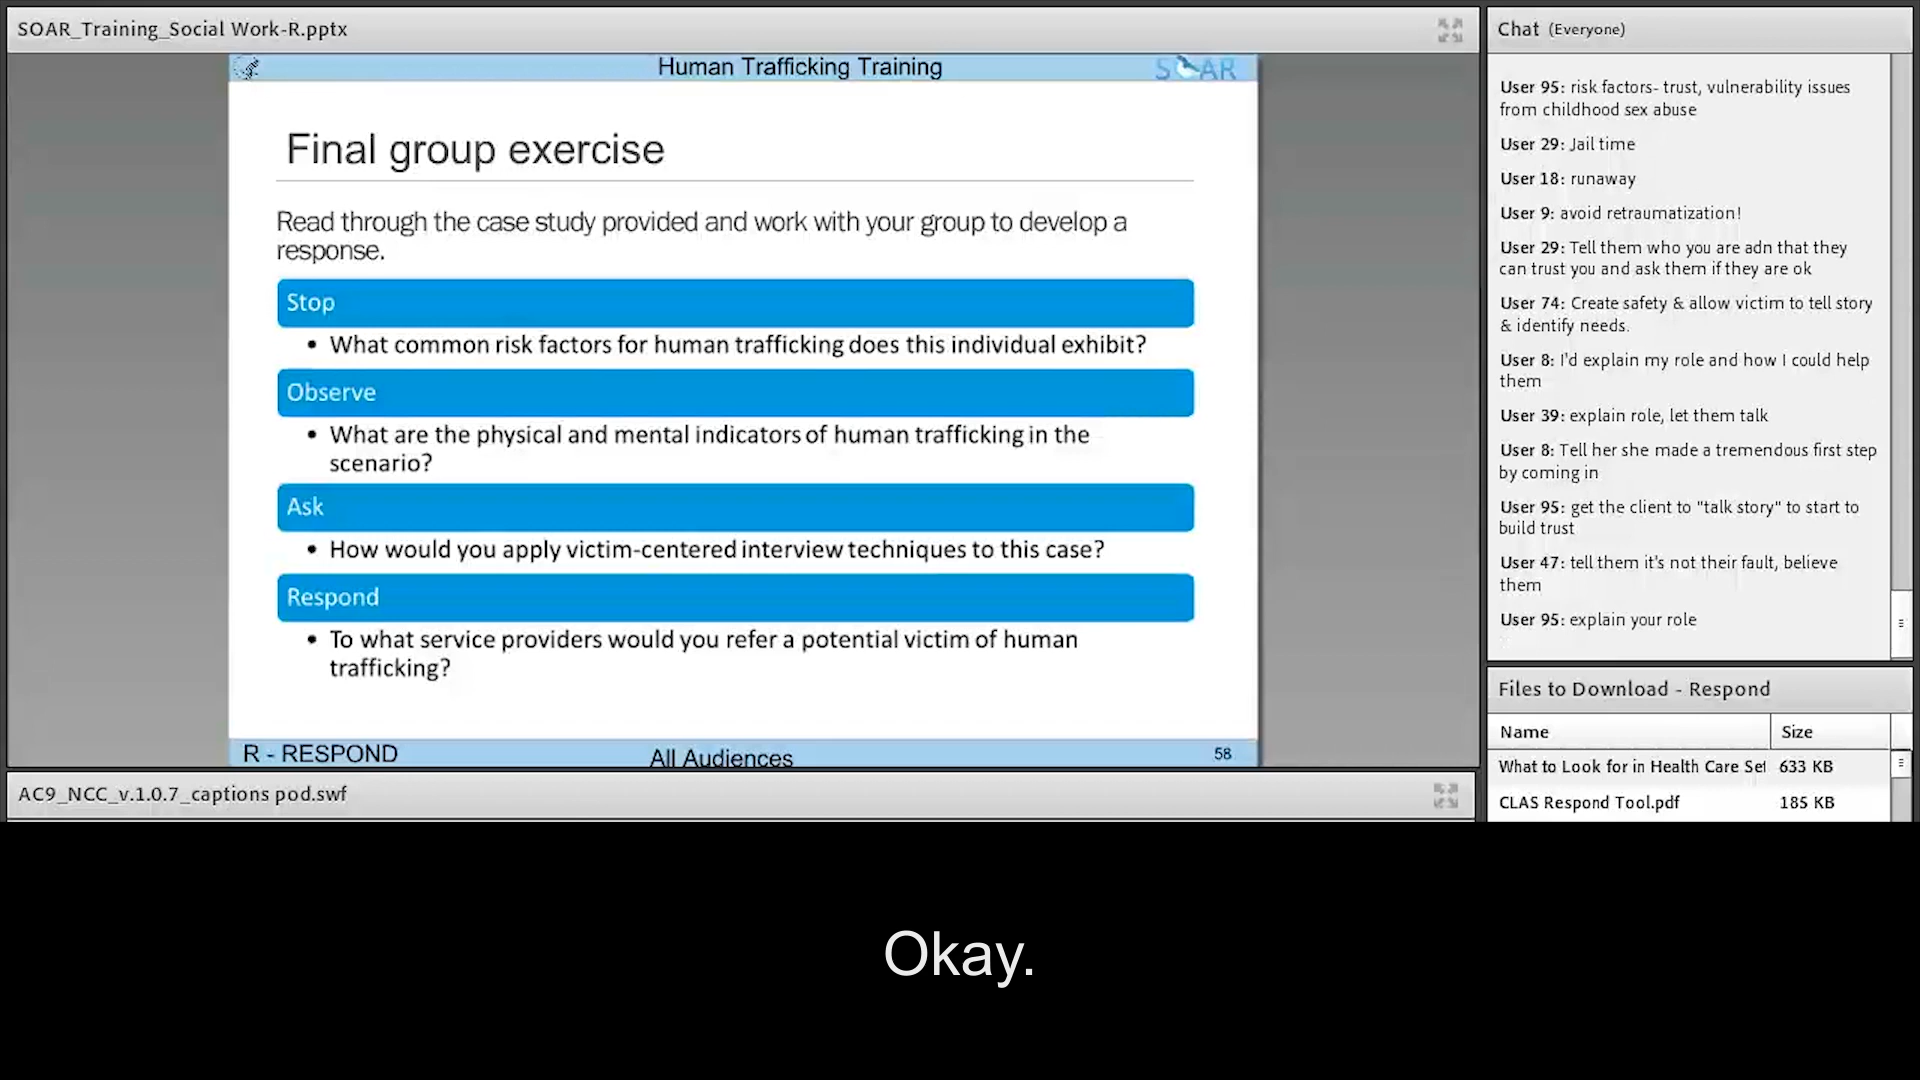 SOAR_Training_Social Work-R.pptx
Human Trafficking Training
SOAR
Final group exercise
Read through the case study provided and work with your group to develop a
response.
Stop
• What common risk factors for human trafficking does this individual exhibit?
Observe
• What are the physical and mental indicators of human trafficking in the
scenario?
Ask
• How would you apply victim-centered interview techniques to this case?
Respond
• To what service providers would you refer a potential victim of human
trafficking?
R - RESPOND
All Audiences
58
AC9_NCC_v.1.0.7_captions pod.swf
Okay.
Chat (Everyone)
User 95: risk factors- trust, vulnerability issues
from childhood sex abuse
User 29: Jail time
User 18: runaway
User 9: avoid retraumatization!
User 29: Tell them who you are adn that they
can trust you and ask them if they are ok
User 74: Create safety & allow victim to tell story
& identify needs.
User 8: I'd explain my role and how I could help
them
User 39: explain role, let them talk
User 8: Tell her she made a tremendous first step
by coming in
User 95: get the client to "talk story" to start to
build trust
User 47: tell them it's not their fault, believe
them
User 95: explain your role
Files to Download - Respond
Name Size
What to Look for in Health Care Set 633 KB
CLAS Respond Tool.pdf 185 KB